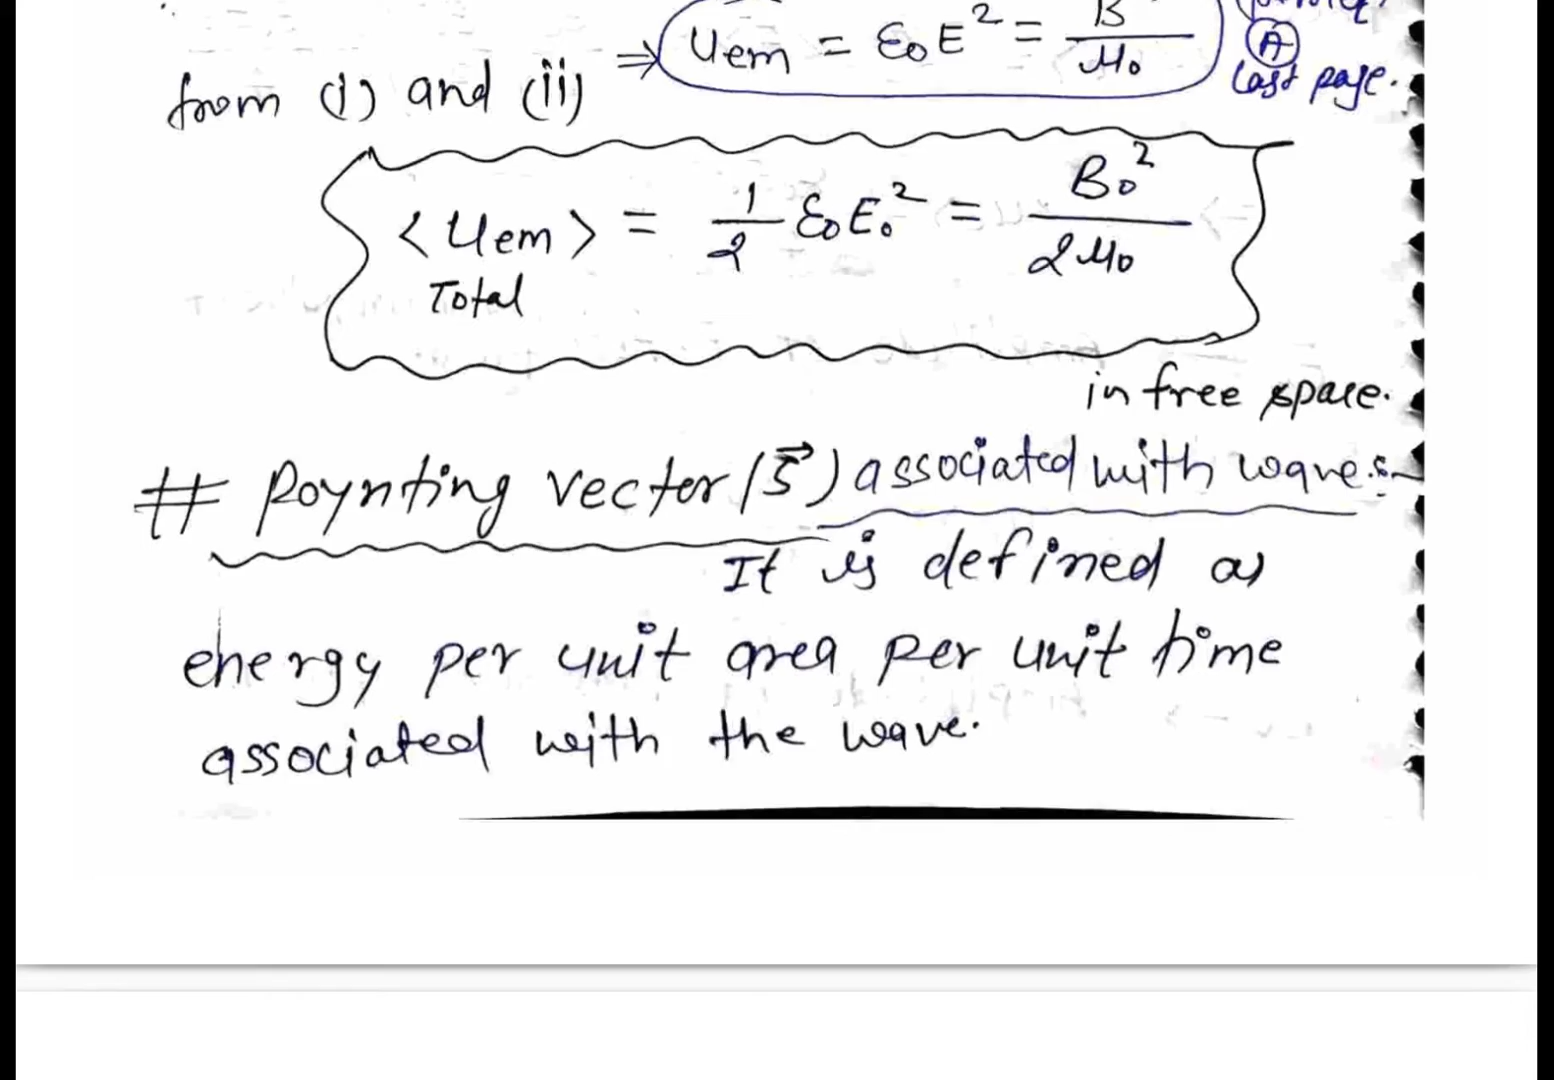 from (i) and (ii) ⇒ Uem = ε₀E² = B²/μ₀
Ⓐ
last page.
<Uem> = 1/2 ε₀E₀² = B₀²/2μ₀
Total
in free space.
# Poynting vector (S⃗) associated with waves:-
It is defined as
energy per unit area per unit time
associated with the wave.